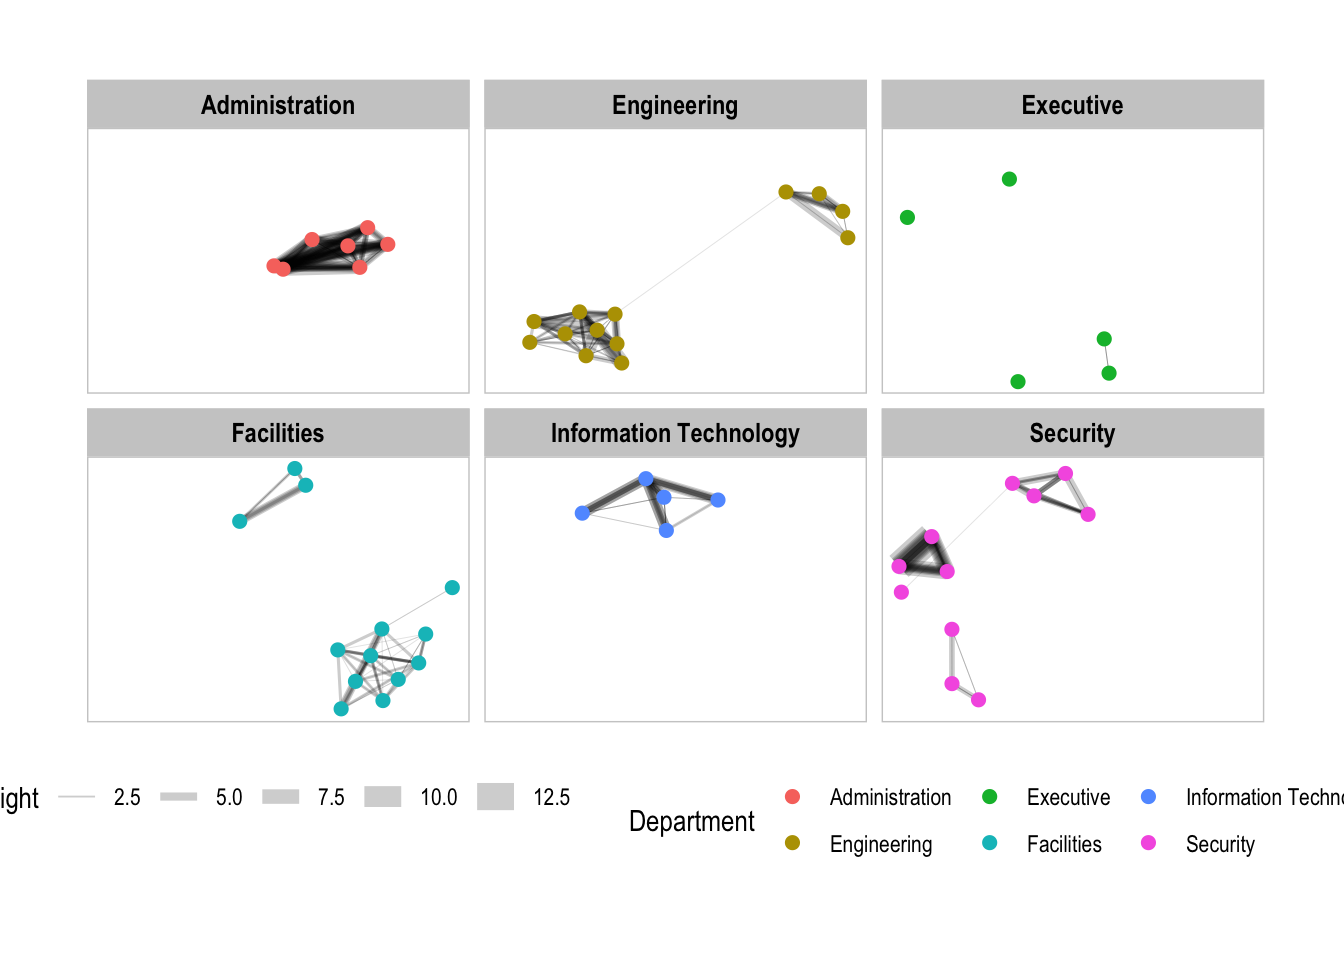 Administration
Engineering
Executive
Facilities
Information Technology
Security
2.5
5.0
7.5
10.0
12.5
Department
Administration
Executive
Information
Engineering
Facilities
Security